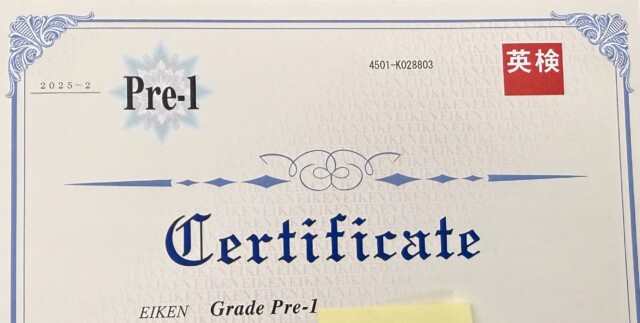 2025-2
Pre-1
4501-K028803
英検
Certificate
EIKEN Grade Pre-1